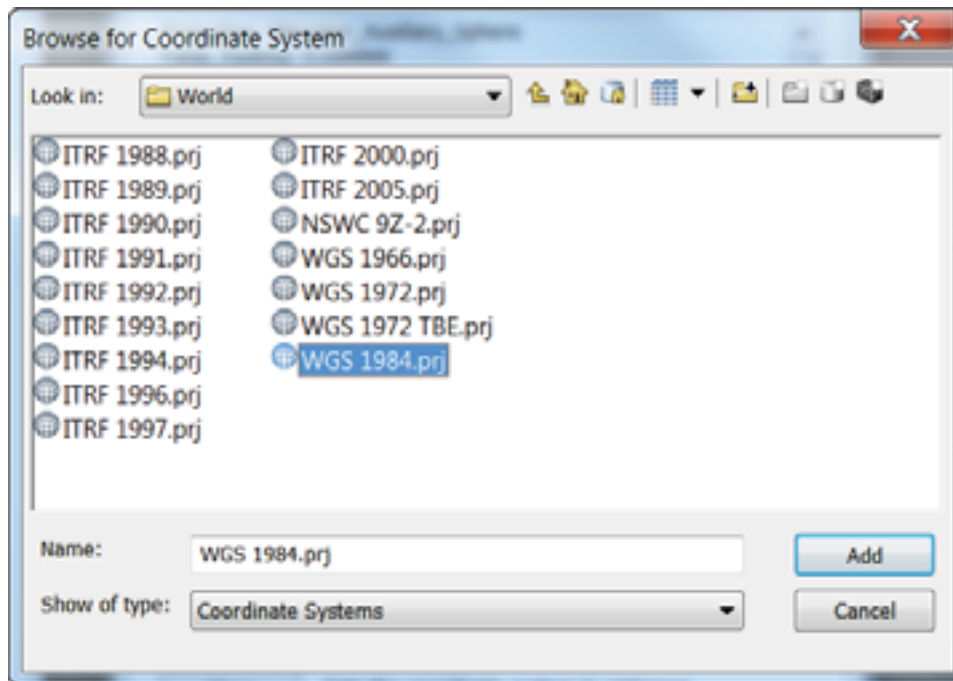 Browse for Coordinate System
Look in: World
ITRF 1988.prj
ITRF 1989.prj
ITRF 1990.prj
ITRF 1991.prj
ITRF 1992.prj
ITRF 1993.prj
ITRF 1994.prj
ITRF 1996.prj
ITRF 1997.prj
ITRF 2000.prj
ITRF 2005.prj
NSWC 9Z-2.prj
WGS 1966.prj
WGS 1972.prj
WGS 1972 TBE.prj
WGS 1984.prj
Name: WGS 1984.prj Add
Show of type: Coordinate Systems Cancel